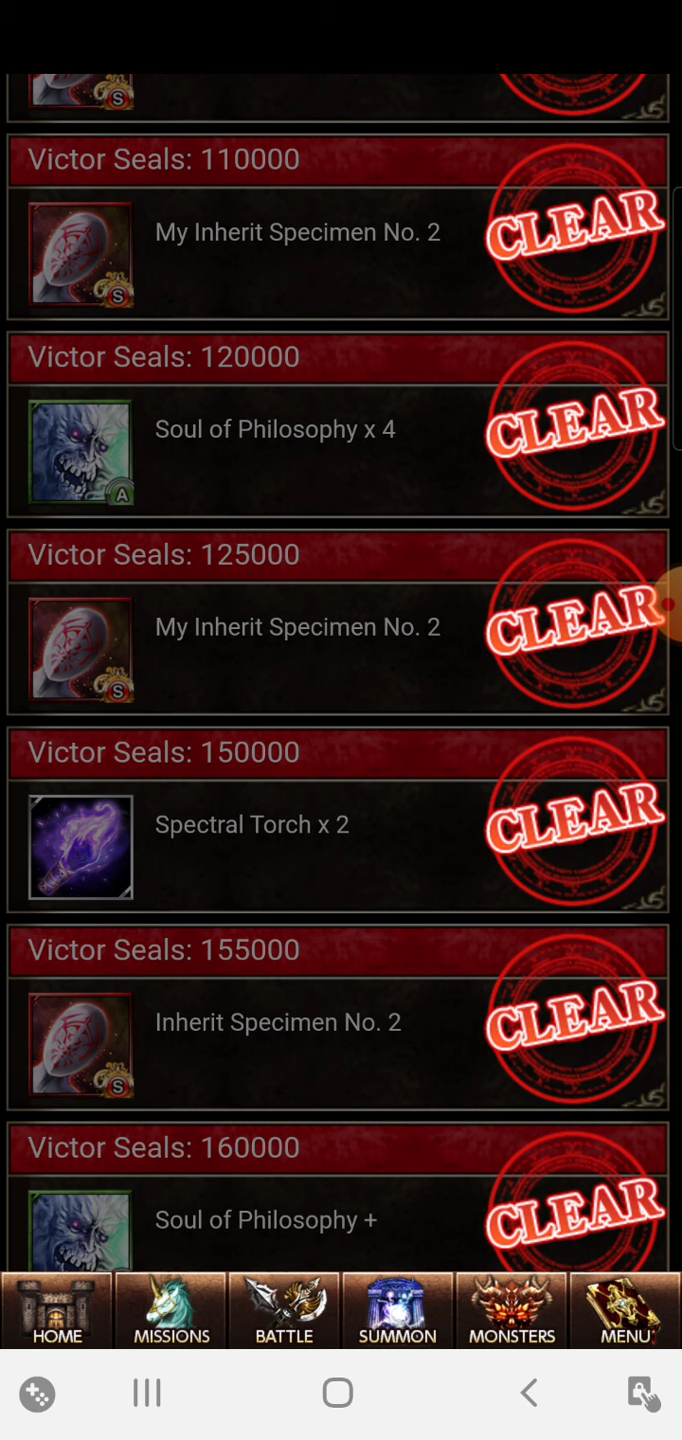 S
Victor Seals: 110000
My Inherit Specimen No. 2
S
CLEAR
Victor Seals: 120000
Soul of Philosophy x 4
A
CLEAR
Victor Seals: 125000
My Inherit Specimen No. 2
S
CLEAR
Victor Seals: 150000
Spectral Torch x 2
CLEAR
Victor Seals: 155000
Inherit Specimen No. 2
S
CLEAR
Victor Seals: 160000
Soul of Philosophy +
CLEAR
HOME MISSIONS BATTLE SUMMON MONSTERS MENU